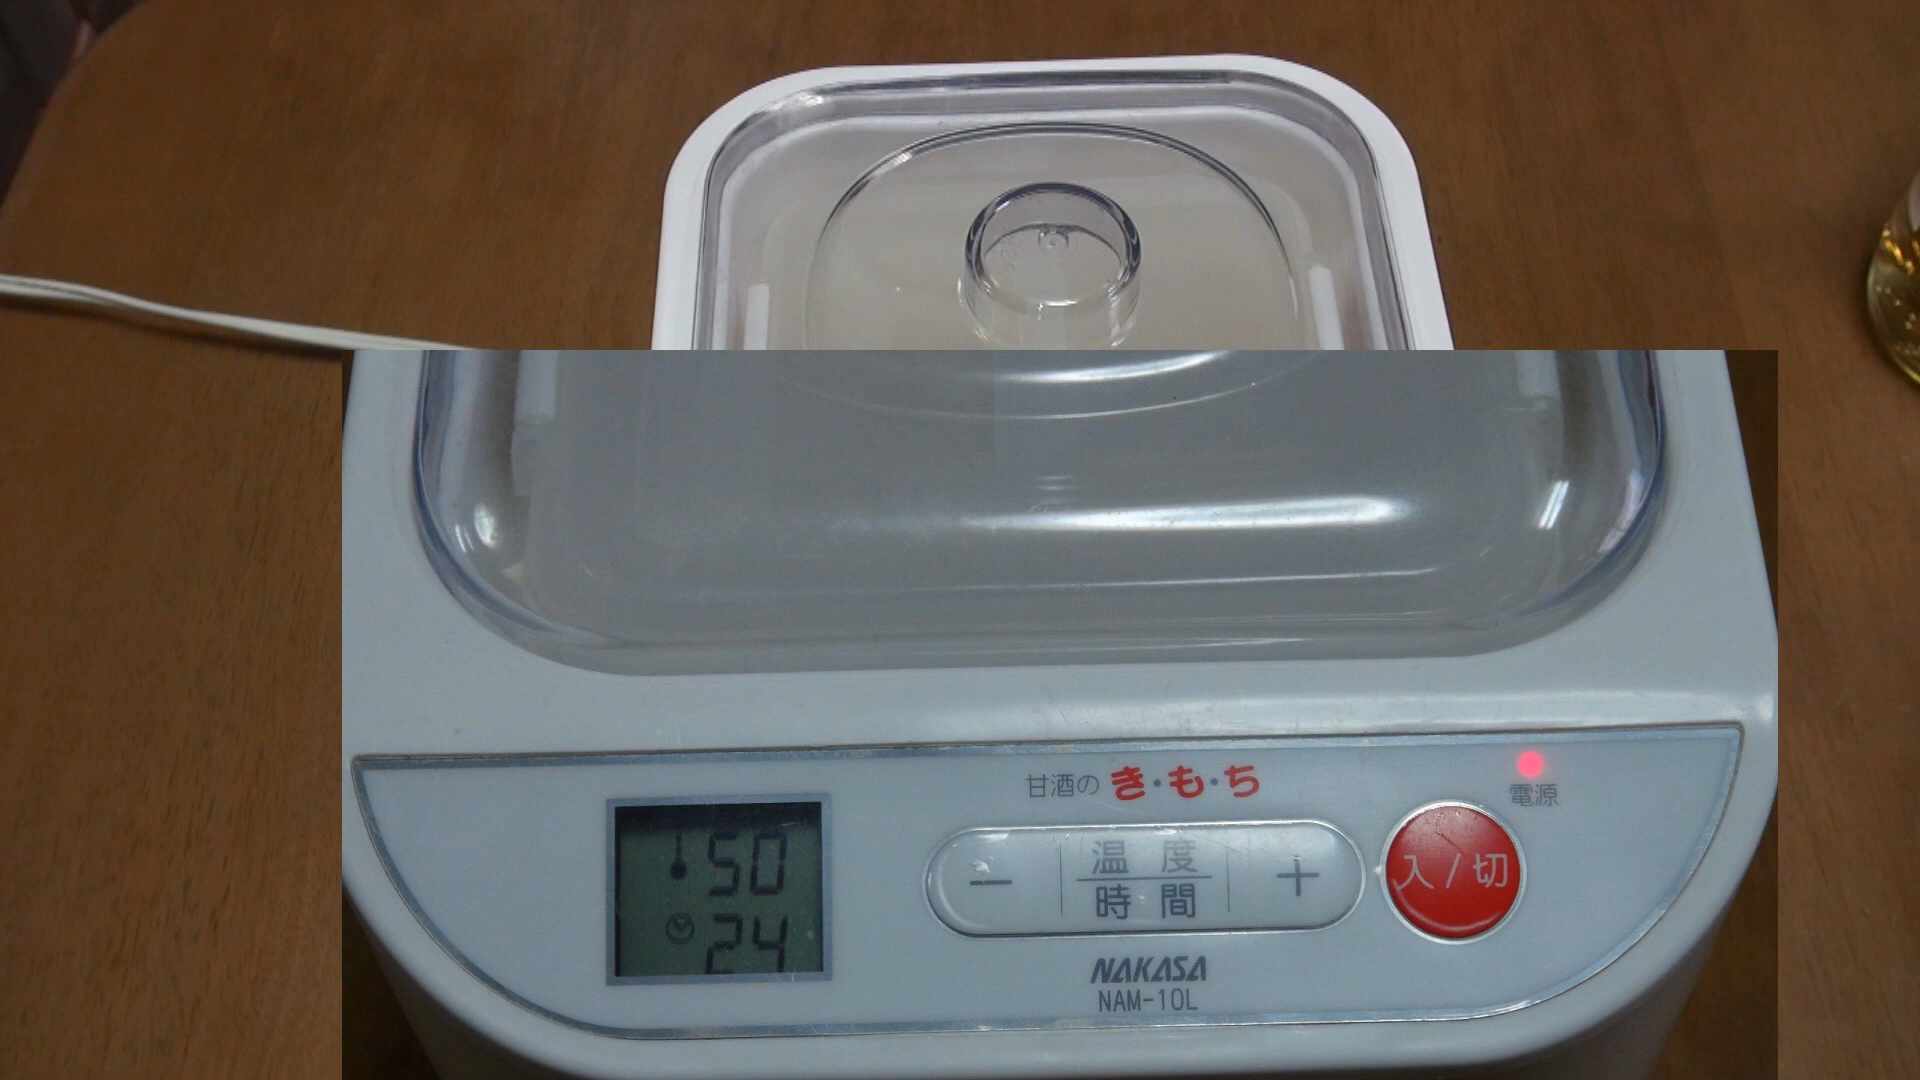 甘酒の き・も・ち
電源
50
24
－ 温度 ＋
時間
入/切
NAKASA
NAM-10L